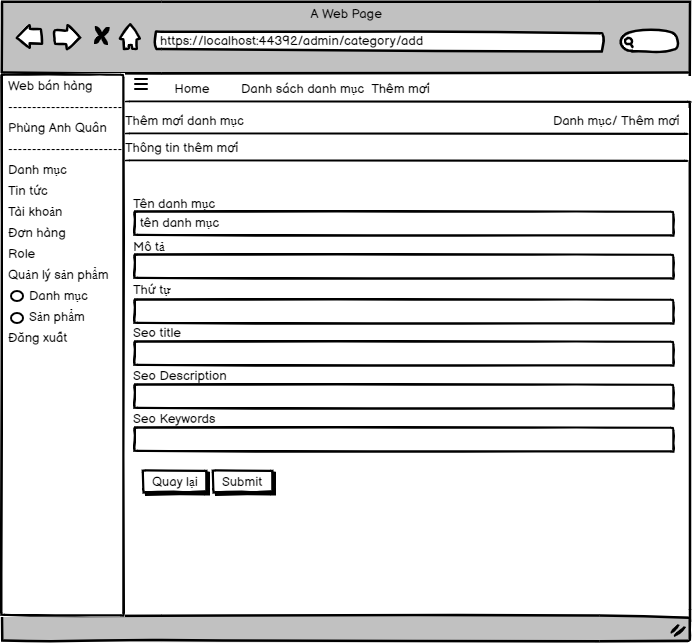 A Web Page
https://localhost:44392/admin/category/add
Web bán hàng
Phùng Anh Quân
Danh mục
Tin tức
Tài khoản
Đơn hàng
Role
Quản lý sản phẩm
Danh mục
Sản phẩm
Đăng xuất
Home Danh sách danh mục Thêm mới
Thêm mới danh mục Danh mục/ Thêm mới
Thông tin thêm mới
Tên danh mục
tên danh mục
Mô tả
Thứ tự
Seo title
Seo Description
Seo Keywords
Quay lại Submit